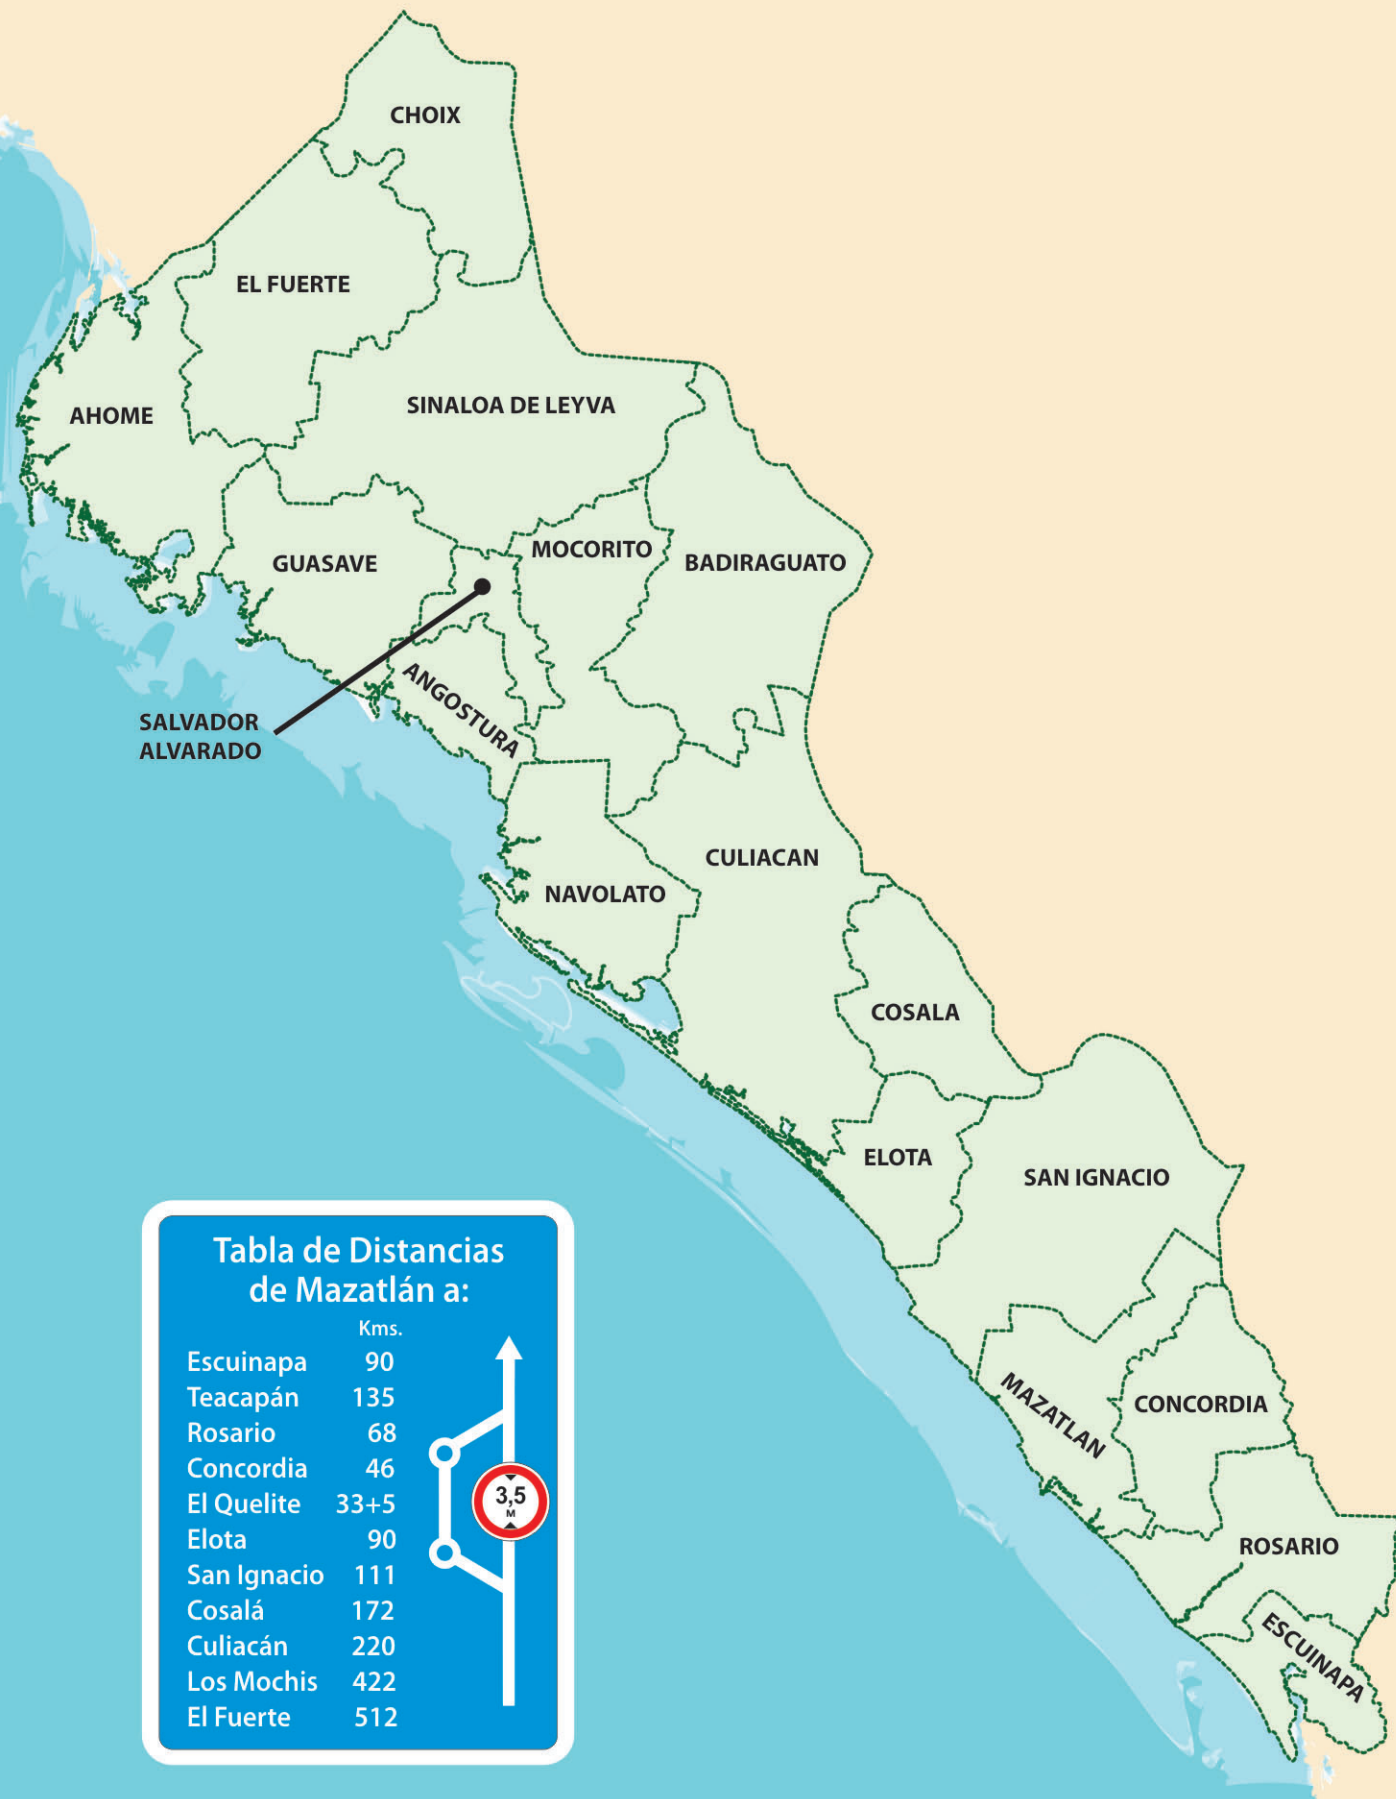 CHOIX
EL FUERTE
SINALOA DE LEYVA
AHOME
MOCORITO
BADIRAGUATO
GUASAVE
ANGOSTURA
SALVADOR
ALVARADO
CULIACAN
NAVOLATO
COSALA
ELOTA
SAN IGNACIO
MAZATLAN
CONCORDIA
ROSARIO
ESCUINAPA
Tabla de Distancias
de Mazatlán a:
Kms.
Escuinapa 90
Teacapán 135
Rosario 68
Concordia 46
El Quelite 33+5
Elota 90
San Ignacio 111
Cosalá 172
Culiacán 220
Los Mochis 422
El Fuerte 512
3,5
M